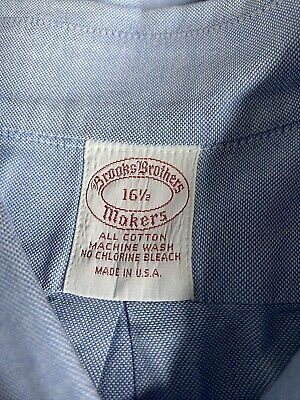 Brooks Brothers
16½
Makers
ALL COTTON
MACHINE WASH
NO CHLORINE BLEACH
MADE IN U.S.A.